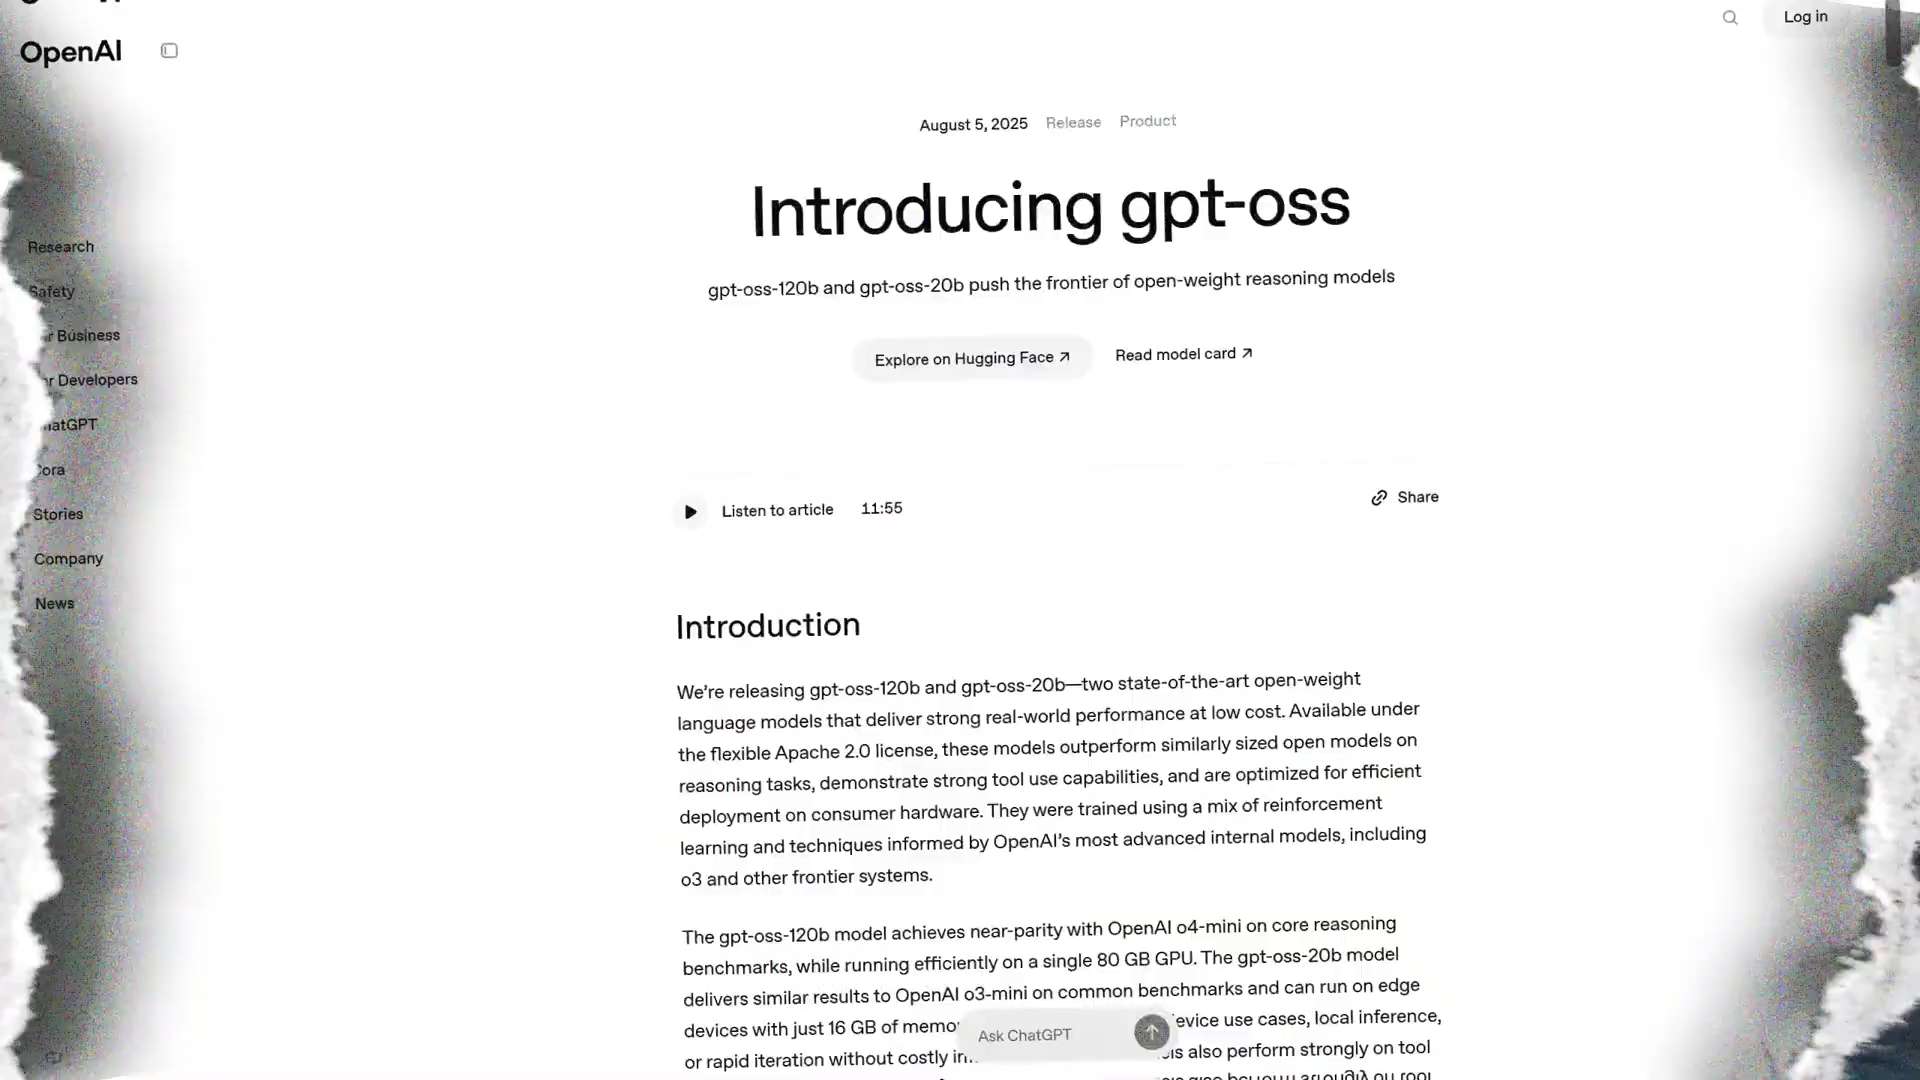 OpenAI
Log in
Research
Safety
Business
Developers
Stories
Company
News
August 5, 2025 Release Product
Introducing gpt-oss
gpt-oss-120b and gpt-oss-20b push the frontier of open-weight reasoning models
Explore on Hugging Face ↗ Read model card ↗
Listen to article 11:55
Share
Introduction
We’re releasing gpt-oss-120b and gpt-oss-20b—two state-of-the-art open-weight
language models that deliver strong real-world performance at low cost. Available under
the flexible Apache 2.0 license, these models outperform similarly sized open models on
reasoning tasks, demonstrate strong tool use capabilities, and are optimized for efficient
deployment on consumer hardware. They were trained using a mix of reinforcement
learning and techniques informed by OpenAI’s most advanced internal models, including
o3 and other frontier systems.
The gpt-oss-120b model achieves near-parity with OpenAI o4-mini on core reasoning
benchmarks, while running efficiently on a single 80 GB GPU. The gpt-oss-20b model
delivers similar results to OpenAI o3-mini on common benchmarks and can run on edge
devices with just 16 GB of use cases, local inference,
or rapid iteration without costly also perform strongly on tool
Ask ChatGPT